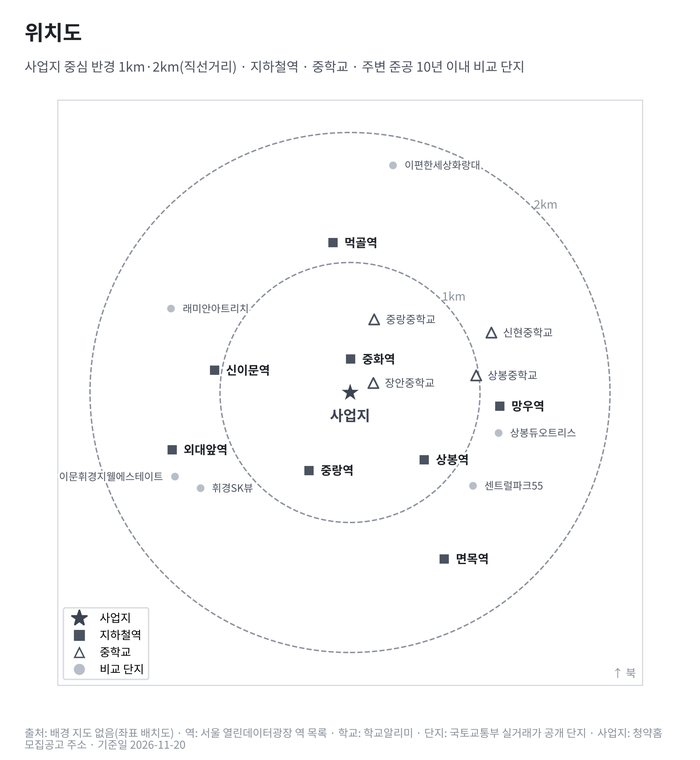 위치도
사업지 중심 반경 1km·2km(직선거리) · 지하철역 · 중학교 · 주변 준공 10년 이내 비교 단지
이편한세상화랑대.
2km
먹골역
1km
래미안아트리치
중랑중학교
신현중학교
중화역
신이문역
상봉중학교
장안중학교
망우역
사업지
상봉듀오트리스
외대앞역
상봉역
중랑역
이문휘경지웰에스테이트
센트럴파크55
휘경SK뷰
면목역
사업지
지하철역
중학교
비교 단지
↑ 북
출처: 배경 지도 없음(좌표 배치도) · 역: 서울 열린데이터광장 역 목록 · 학교: 학교알리미 · 단지: 국토교통부 실거래가 공개 단지 · 사업지: 청약홈
모집공고 주소 · 기준일 2026-11-20